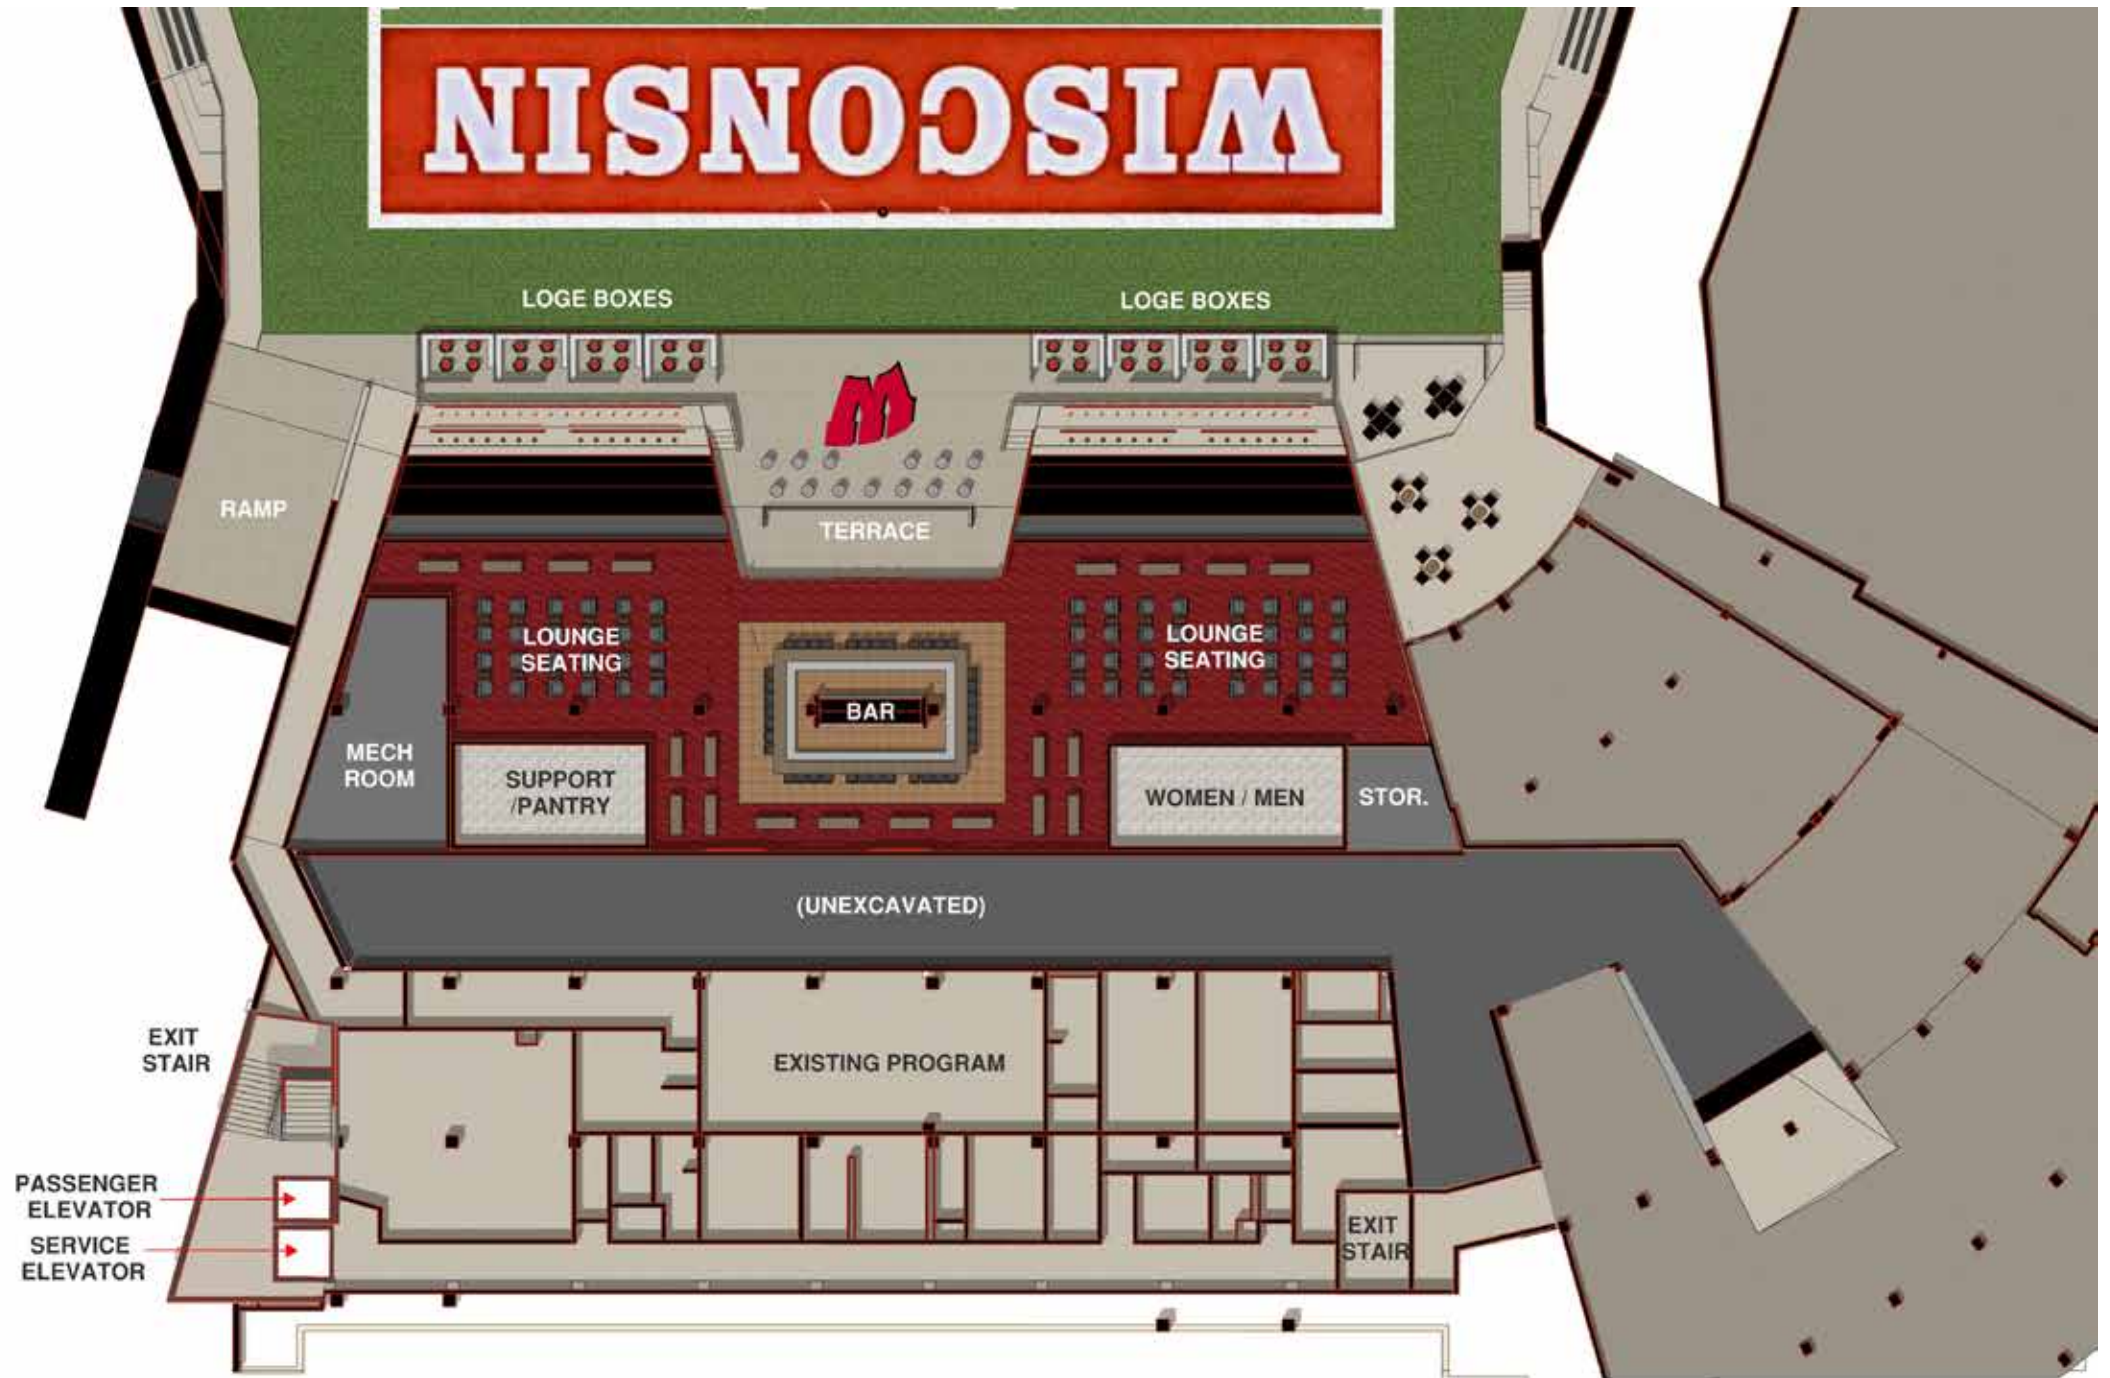 WISCONSIN
LOGE BOXES
LOGE BOXES
W
RAMP
TERRACE
LOUNGE
SEATING
LOUNGE
SEATING
BAR
MECH
ROOM
SUPPORT
/PANTRY
WOMEN / MEN
STOR.
(UNEXCAVATED)
EXIT
STAIR
EXISTING PROGRAM
PASSENGER
ELEVATOR
SERVICE
ELEVATOR
EXIT
STAIR